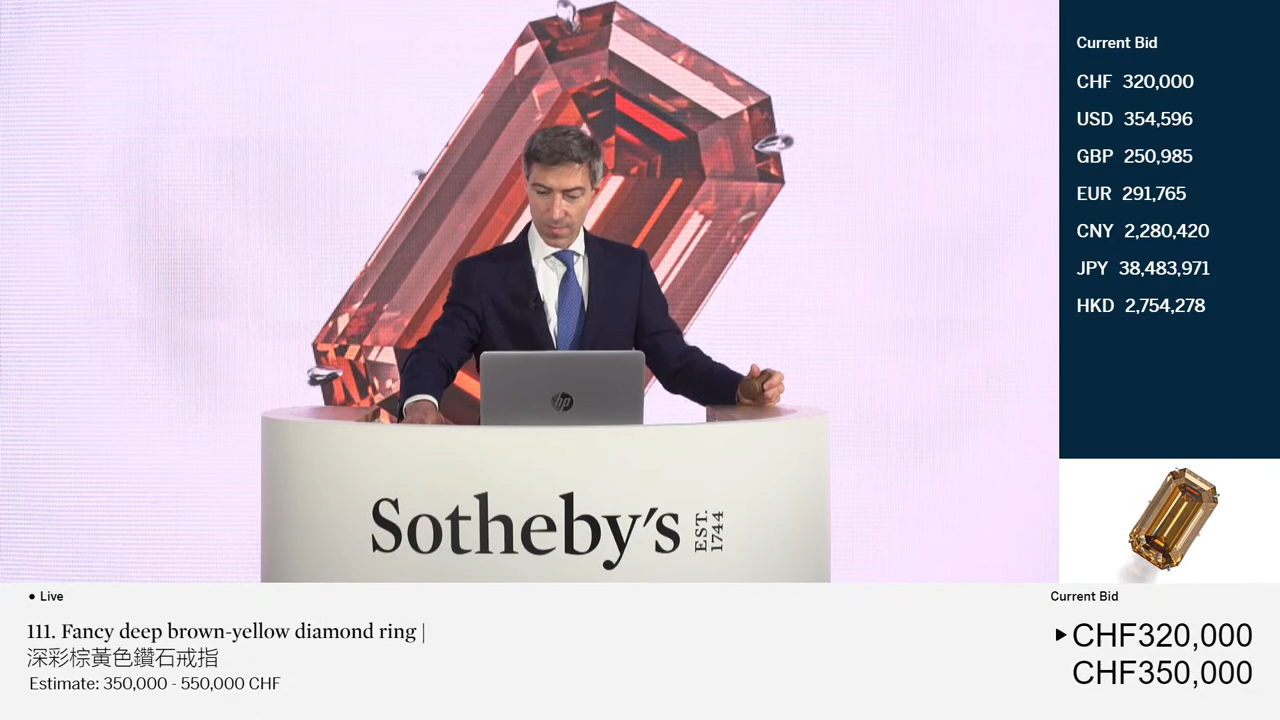 Current Bid
CHF 320,000
USD 354,596
GBP 250,985
EUR 291,765
CNY 2,280,420
JPY 38,483,971
HKD 2,754,278
hp
Sotheby's
EST.
1744
• Live
Current Bid
111. Fancy deep brown-yellow diamond ring |
深彩棕黃色鑽石戒指
Estimate: 350,000 - 550,000 CHF
CHF320,000
CHF350,000